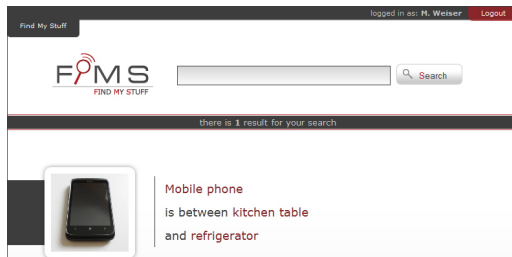 logged in as: M. Weiser Logout
Find My Stuff
FMS
FIND MY STUFF
Search
there is 1 result for your search
Mobile phone
is between kitchen table
and refrigerator